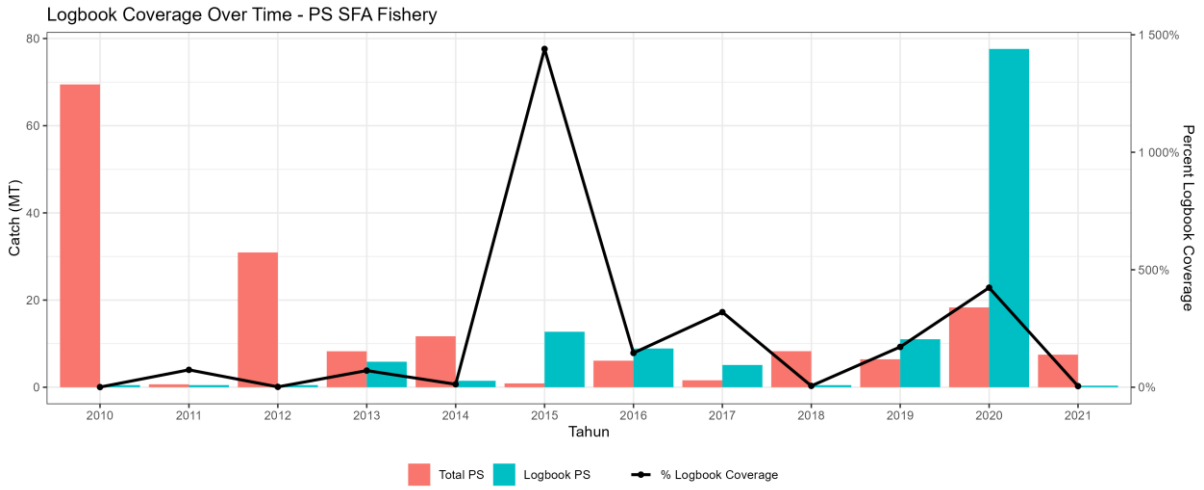 Logbook Coverage Over Time - PS SFA Fishery
Catch (MT)
80
60
40
20
0
1 500%
1 000%
500%
0%
Percent Logbook Coverage
2010 2011 2012 2013 2014 2015 2016 2017 2018 2019 2020 2021
Tahun
Total PS Logbook PS % Logbook Coverage